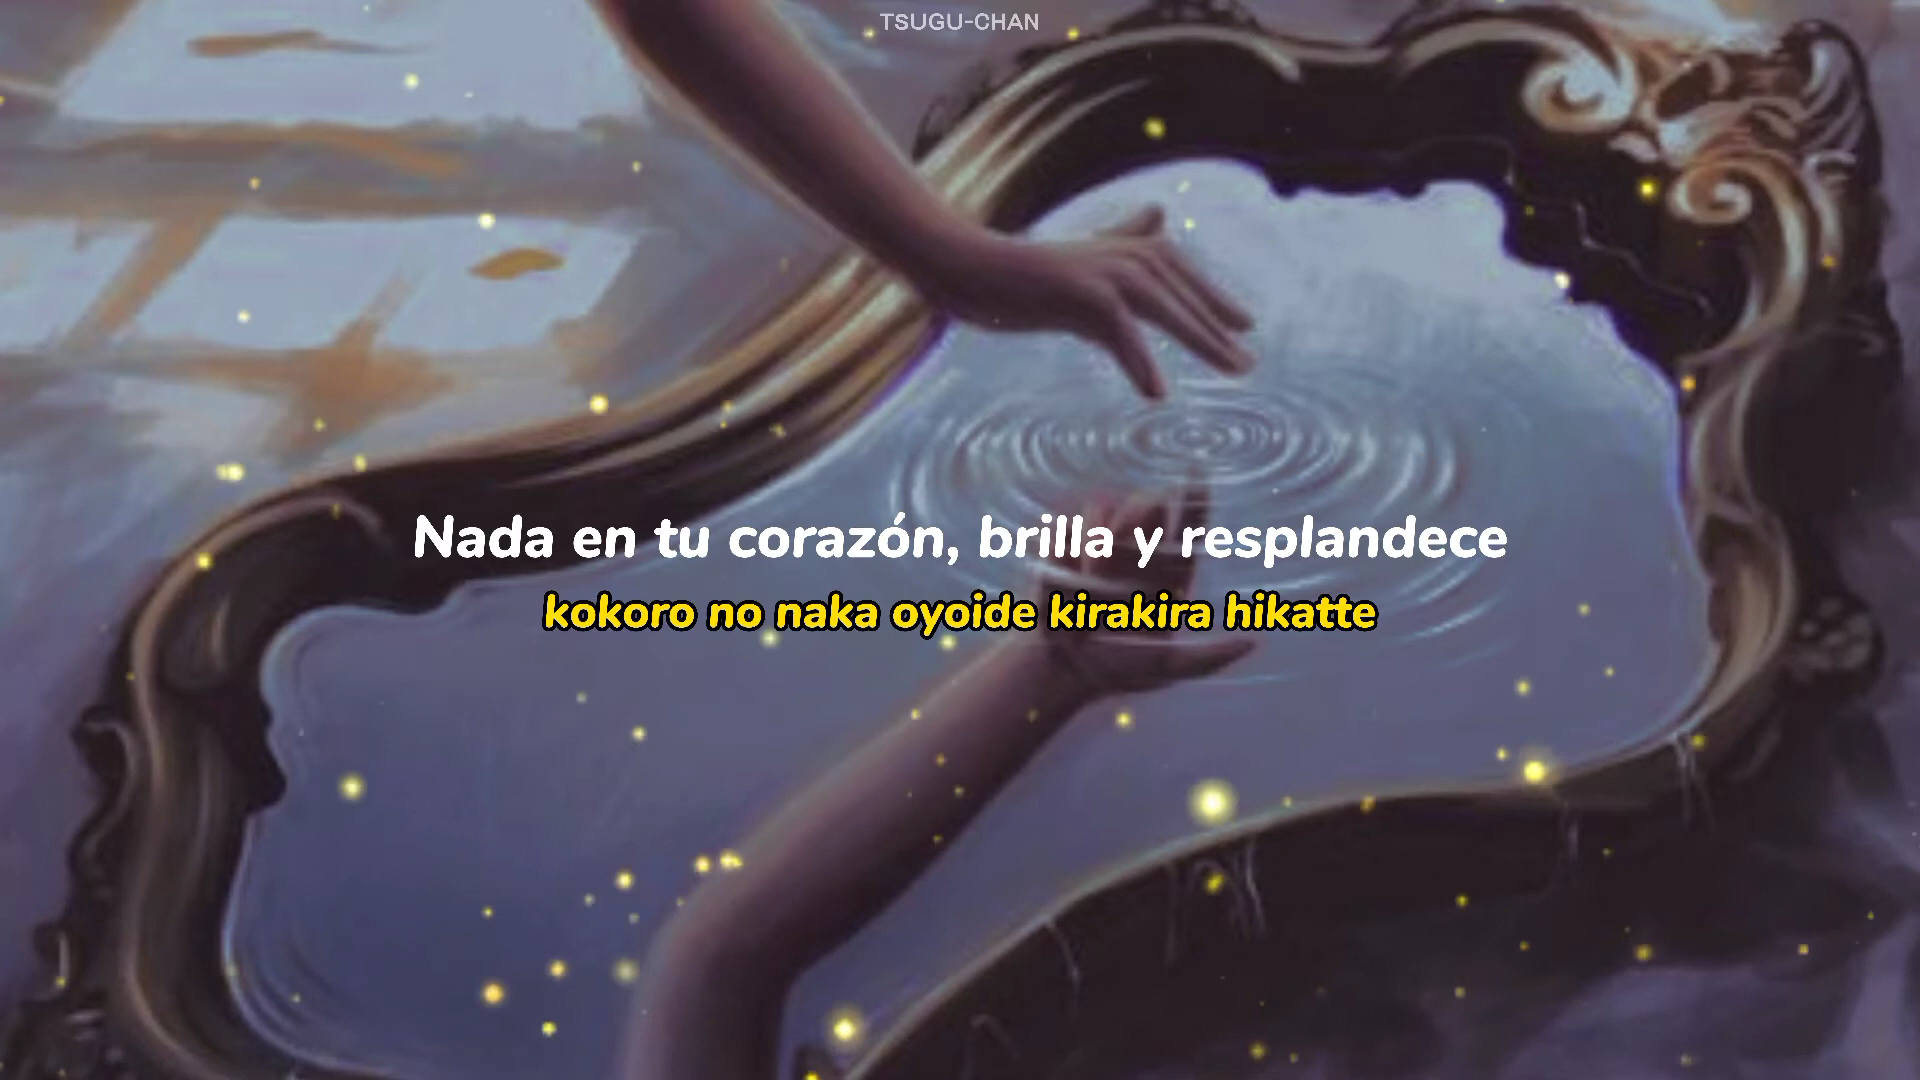 TSUGU-CHAN
Nada en tu corazón, brilla y resplandece
kokoro no naka oyoide kirakira hikatte